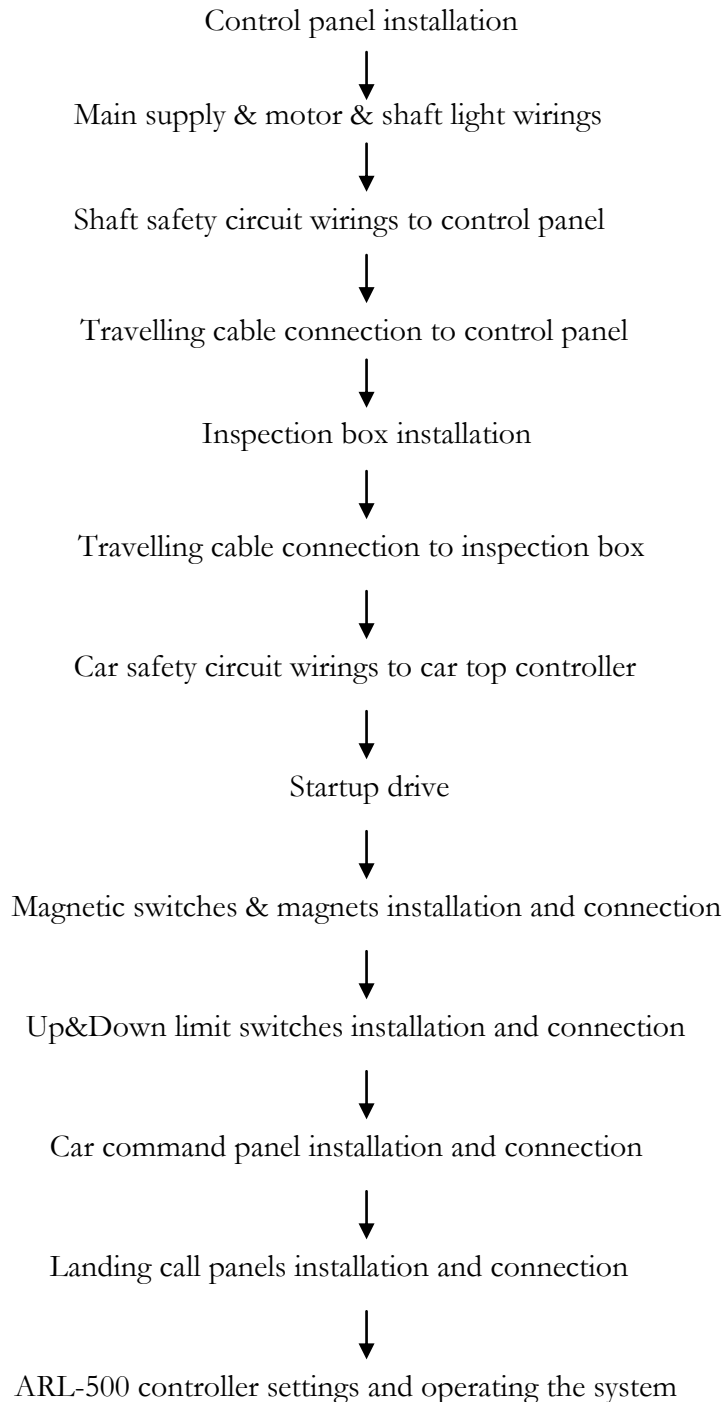 Control panel installation
Main supply & motor & shaft light wirings
Shaft safety circuit wirings to control panel
Travelling cable connection to control panel
Inspection box installation
Travelling cable connection to inspection box
Car safety circuit wirings to car top controller
Startup drive
Magnetic switches & magnets installation and connection
Up&Down limit switches installation and connection
Car command panel installation and connection
Landing call panels installation and connection
ARL-500 controller settings and operating the system